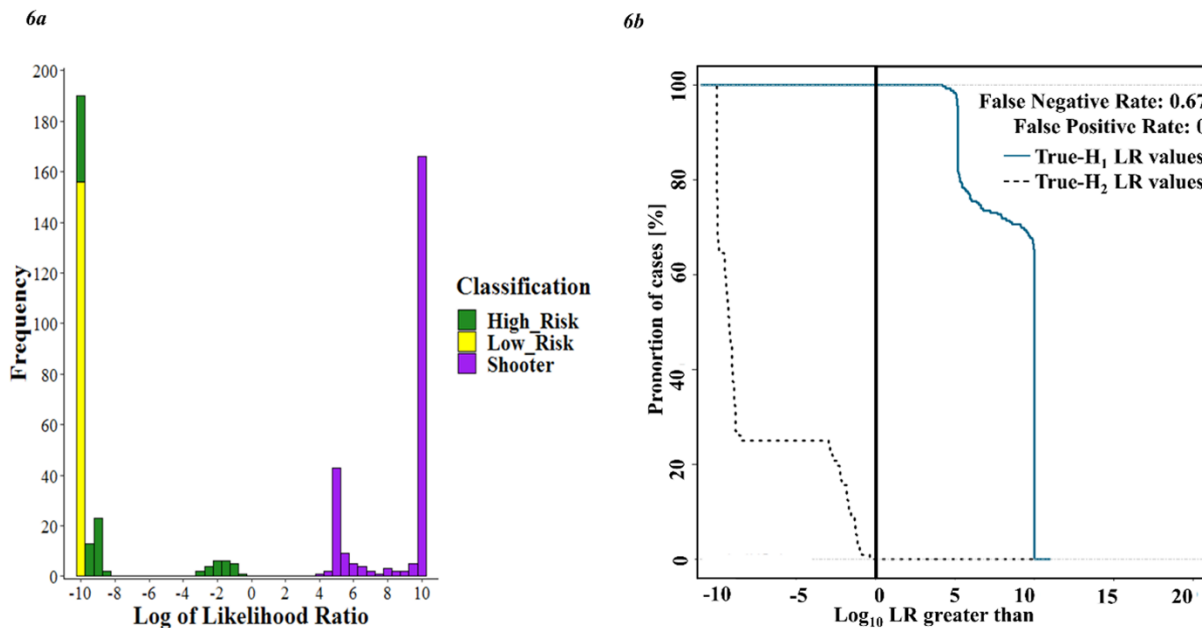 6a
6b
200
180
160
140
120
100
80
60
40
20
0
Frequency
-10 -8 -6 -4 -2 0 2 4 6 8 10
Log of Likelihood Ratio
Classification
High_Risk
Low_Risk
Shooter
100
80
60
40
20
0
Pronortion of cases [%]
False Negative Rate: 0.67
False Positive Rate: 0
True-H₁ LR values
True-H₂ LR values
-10 -5 0 5 10 15 20
Log₁₀ LR greater than